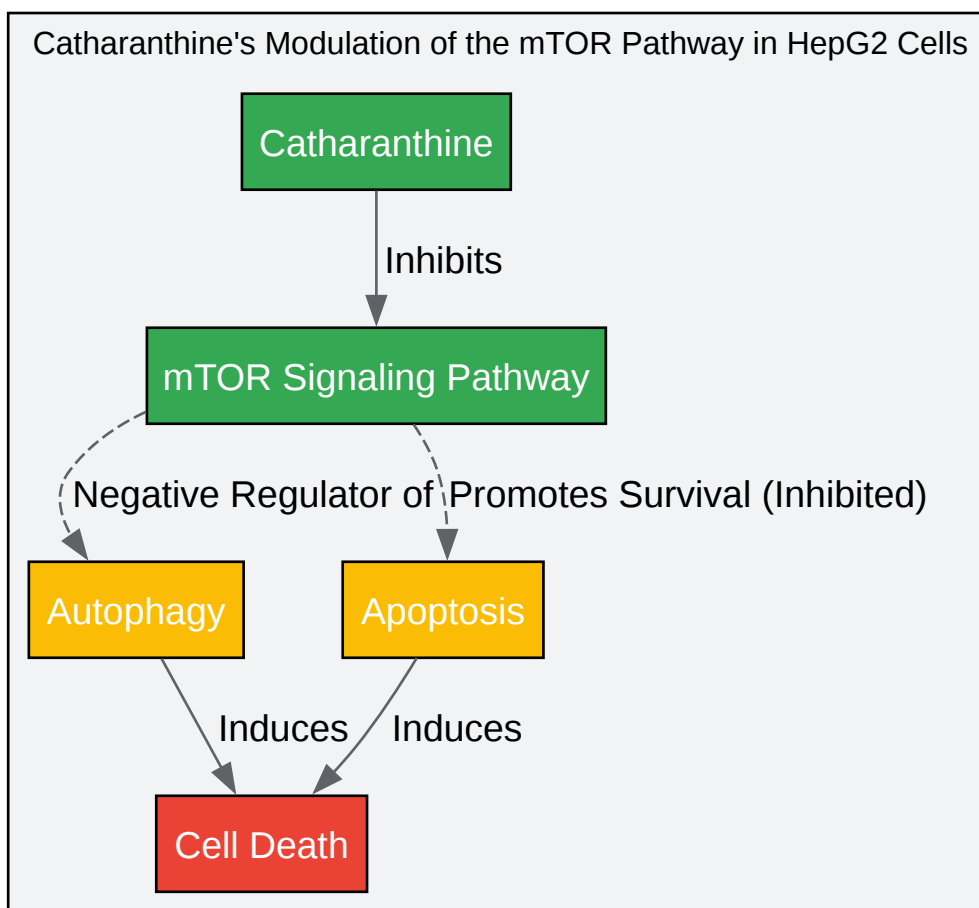 Catharanthine's Modulation of the mTOR Pathway in HepG2 Cells
Catharanthine
Inhibits
mTOR Signaling Pathway
Negative Regulator of
Promotes Survival (Inhibited)
Autophagy
Apoptosis
Induces
Induces
Cell Death